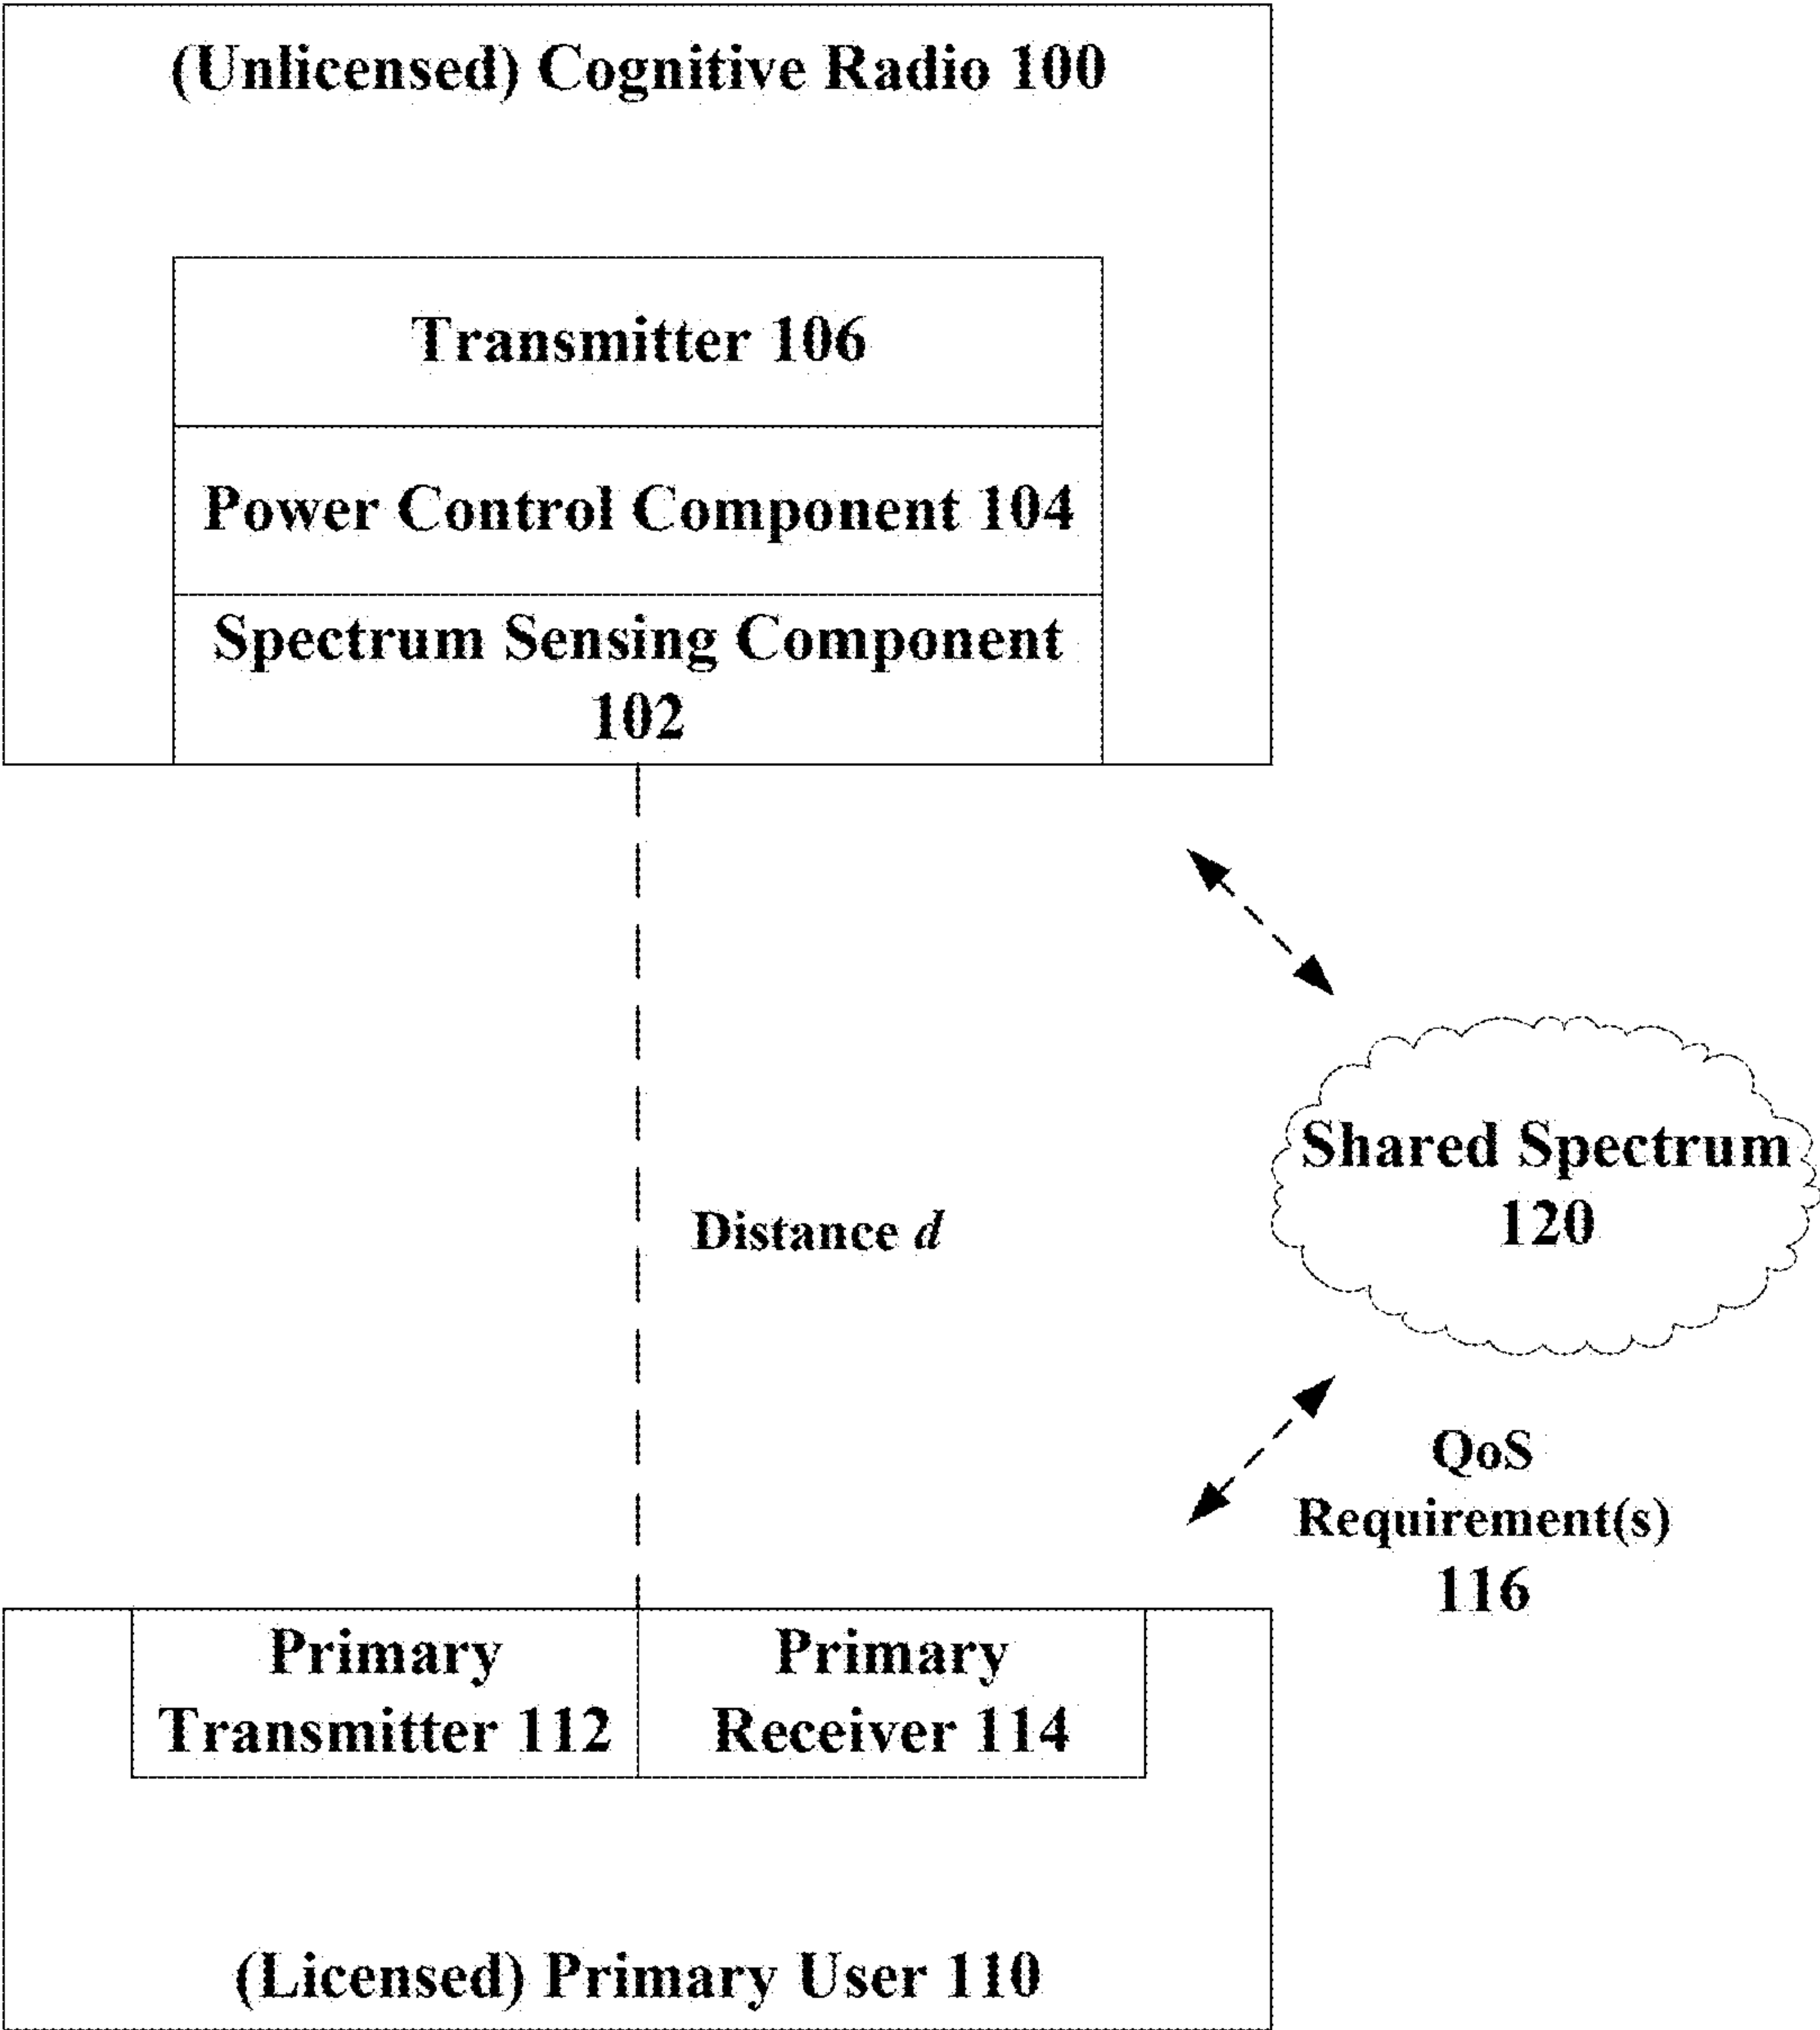 (Unlicensed) Cognitive Radio 100
Transmitter 106
Power Control Component 104
Spectrum Sensing Component
102
Distance d
Shared Spectrum
120
QoS
Requirement(s)
116
Primary
Transmitter 112
Primary
Receiver 114
(Licensed) Primary User 110